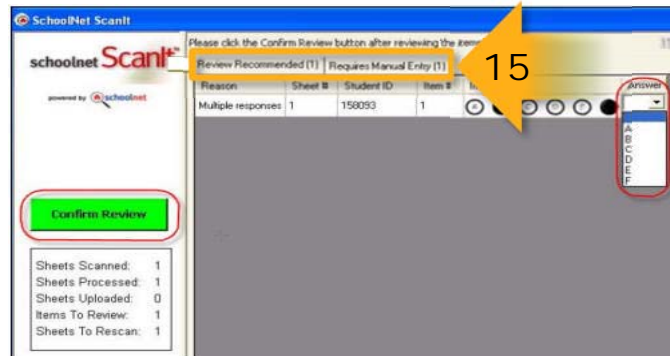 SchoolNet ScanIt
schoolnet ScanIt
powered by schoolnet
Please click the Confirm Review button after reviewing the
Review Recommended (1) Requires Manual Entry (1)
15
Reason Sheet # Student ID Item # Answer
Multiple responses 1 158093 1
A
B
C
D
E
F
Confirm Review
Sheets Scanned: 1
Sheets Processed: 1
Sheets Uploaded: 0
Items To Review: 1
Sheets To Rescan: 1